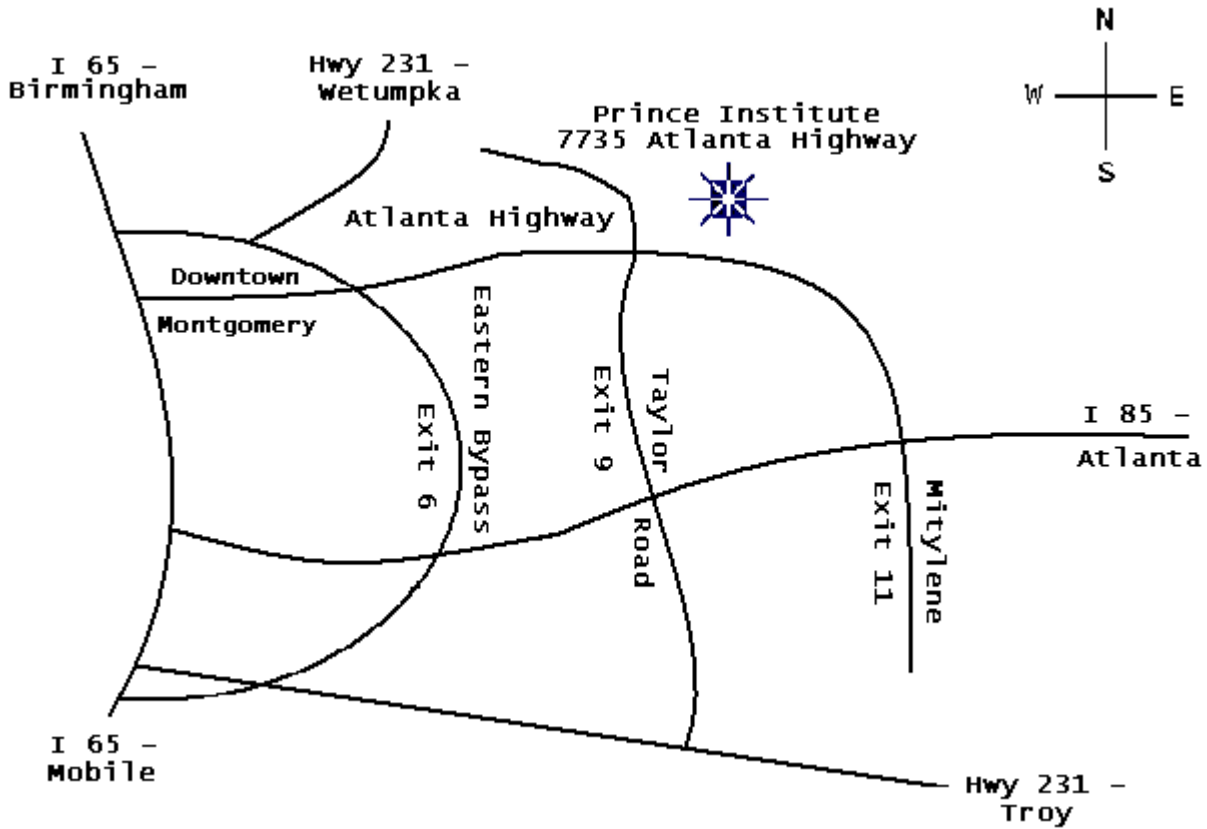 N
I 65 –
Birmingham
Hwy 231 –
Wetumpka
W
E
Prince Institute
7735 Atlanta Highway
S
Atlanta Highway
Downtown
Montgomery
Eastern Bypass
Exit 6
Exit 9
Taylor
Road
I 85 –
Atlanta
Mitylene
Exit 11
I 65 –
Mobile
Hwy 231 –
Troy